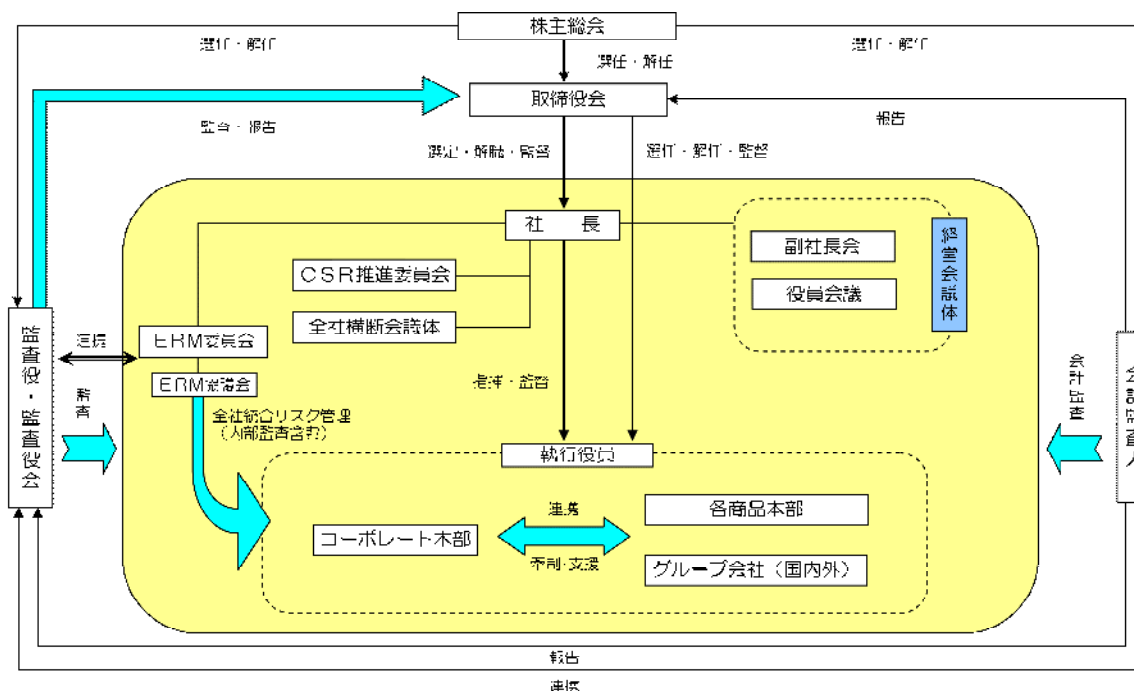 株主総会
選任・解任
選任・解任
選任・解任
取締役会
報告
監査・報告
選定・解職・監督
選任・解任・監督
社　長
副社長会
役員会議
経営会議体
CSR推進委員会
全社横断会議体
ERM委員会
ERM協議会
連携
監査
監査役・監査役会
会計監査
会計監査人
全社統合リスク管理
（内部監査含む）
指揮・監督
執行役員
コーポレート本部
連携
牽制・支援
各商品本部
グループ会社（国内外）
報告
連携